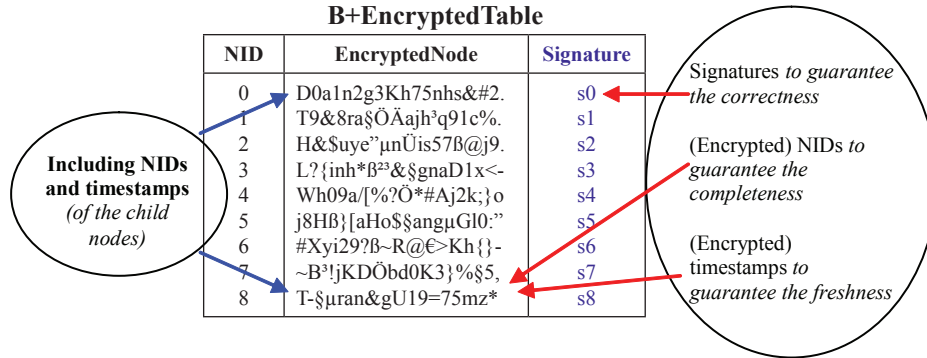 B+EncryptedTable
NID EncryptedNode Signature
0 D0a1n2g3Kh75nhs&#2. s0
1 T9&8ra§ÖÄajh³q91c%. s1
2 H&$uye”µnÜis57ß@j9. s2
3 L?{inh*ß²³&§gnaD1x<- s3
4 Wh09a/[%?Ö*#Aj2k;}o s4
5 j8Hß}[aHo$§angµGl0:” s5
6 #Xyi29?ß~R@€>Kh{}- s6
7 ~B³!jKDÖbd0K3}%§5, s7
8 T-§µran&gU19=75mz* s8
Including NIDs
and timestamps
(of the child
nodes)
Signatures to guarantee
the correctness
(Encrypted) NIDs to
guarantee the
completeness
(Encrypted)
timestamps to
guarantee the freshness